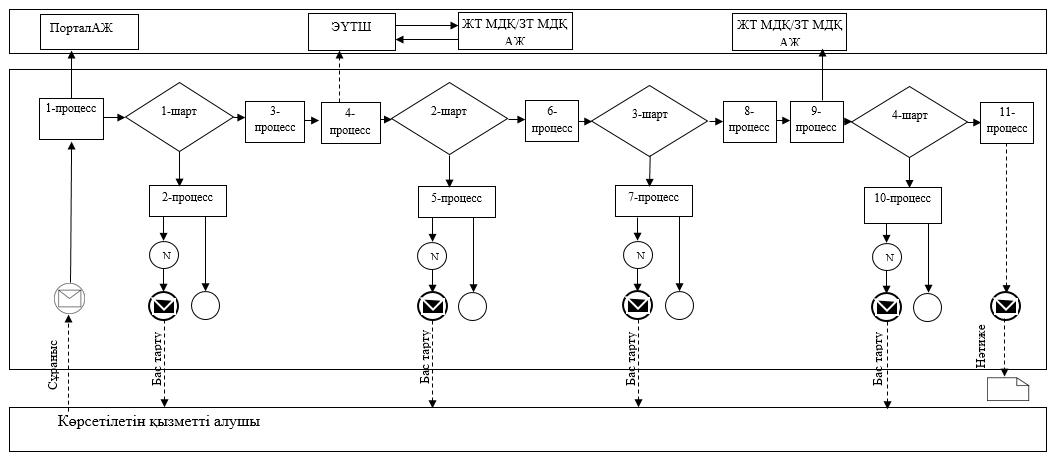 ПорталАЖ
ЭҮТШ
ЖТ МДҚ/ЗТ МДҚ
АЖ
ЖТ МДҚ/ЗТ МДҚ
АЖ
1-процесс
1-шарт
3-
процесс
4-
процесс
2-шарт
6-
процесс
3-шарт
8-
процесс
9-
процесс
4-шарт
11-
процесс
2-процесс
5-процесс
7-процесс
10-процесс
N
N
N
N
Сұраныс
Бас тарту
Бас тарту
Бас тарту
Бас тарту
Нәтиже
Көрсетілетін қызметті алушы